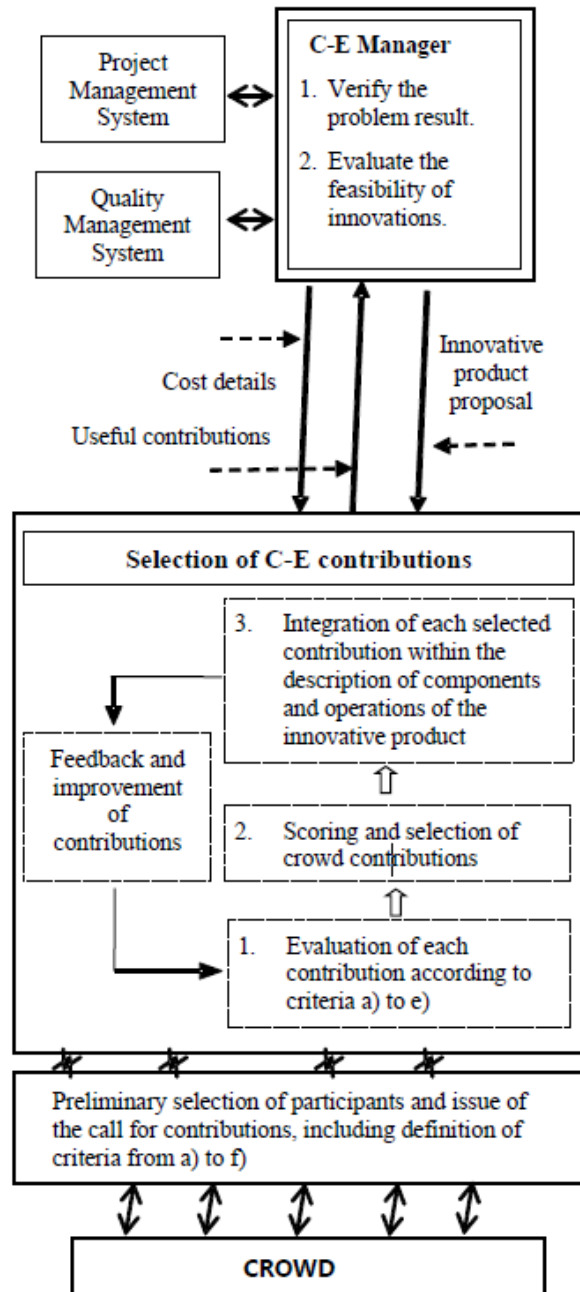 Project
Management
System
Quality
Management
System
C-E Manager
1. Verify the
problem result.
2. Evaluate the
feasibility of
innovations.
Cost details
Useful contributions
Innovative
product
proposal
Selection of C-E contributions
3. Integration of each selected
contribution within the
description of components
and operations of the
innovative product
Feedback and
improvement
of
contributions
2. Scoring and selection of
crowd contributions
1. Evaluation of each
contribution according to
criteria a) to e)
Preliminary selection of participants and issue of
the call for contributions, including definition of
criteria from a) to f)
CROWD